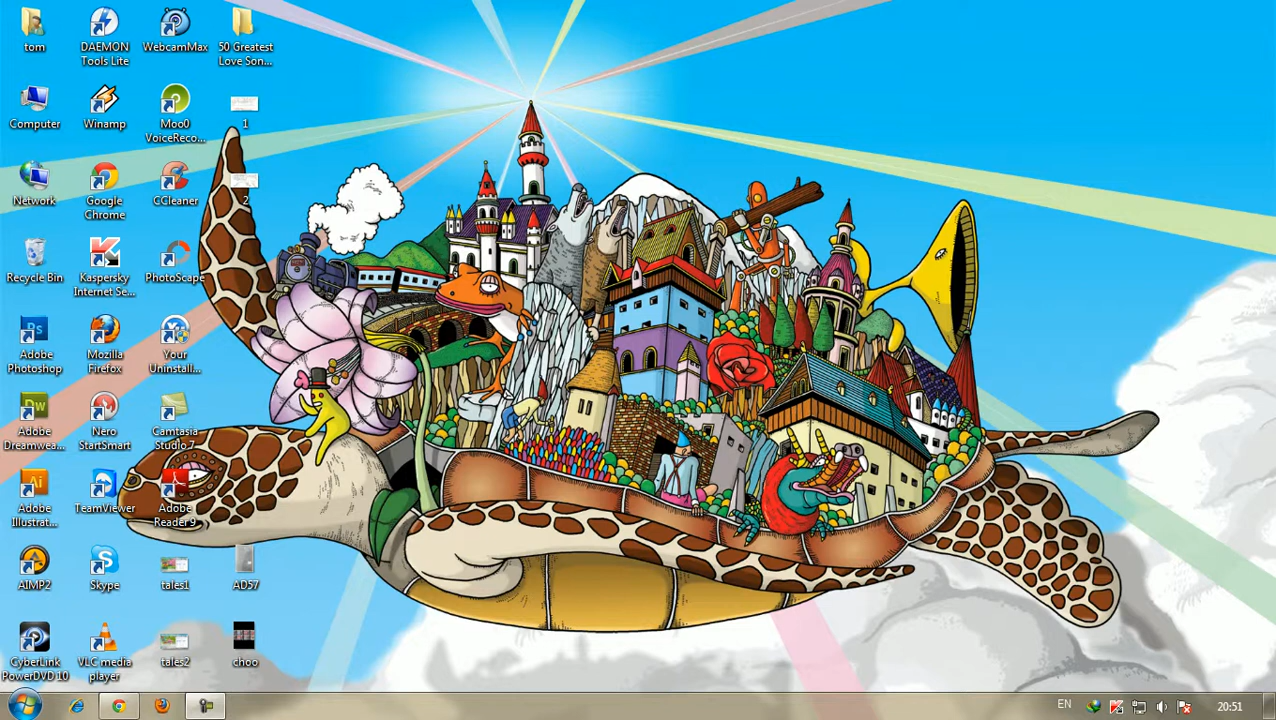 tom
DAEMON
Tools Lite
WebcamMax
50 Greatest
Love Son...
Computer
Winamp
Moo0
VoiceReco...
1
Network
Google
Chrome
CCleaner
2
Recycle Bin
Kaspersky
Internet Se...
PhotoScape
Ps
Adobe
Photoshop
Mozilla
Firefox
Your
Uninstall...
Dw
Adobe
Dreamwea...
Nero
StartSmart
Camtasia
Studio 7
Ai
Adobe
Illustrat...
TeamViewer
Adobe
Reader 9
AIMP2
Skype
tales1
AD57
CyberLink
PowerDVD 10
VLC media
player
tales2
choo
EN
20:51